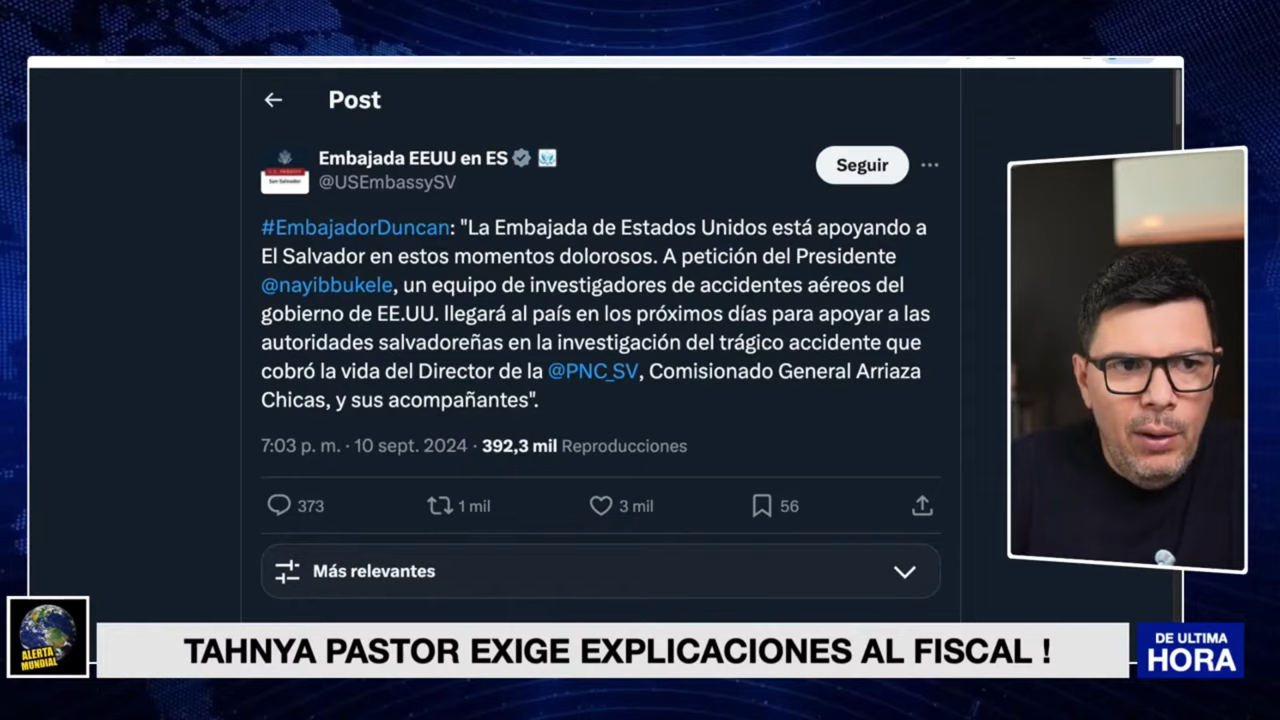 Post
Embajada EEUU en ES
@USEmbassySV
Seguir
#EmbajadorDuncan: "La Embajada de Estados Unidos está apoyando a
El Salvador en estos momentos dolorosos. A petición del Presidente
@nayibbukele, un equipo de investigadores de accidentes aéreos del
gobierno de EE.UU. llegará al país en los próximos días para apoyar a las
autoridades salvadoreñas en la investigación del trágico accidente que
cobró la vida del Director de la @PNC_SV, Comisionado General Arriaza
Chicas, y sus acompañantes".
7:03 p. m. · 10 sept. 2024 · 392,3 mil Reproducciones
373 1 mil 3 mil 56
Más relevantes
ALERTA
MUNDIAL
TAHNYA PASTOR EXIGE EXPLICACIONES AL FISCAL !
DE ULTIMA
HORA